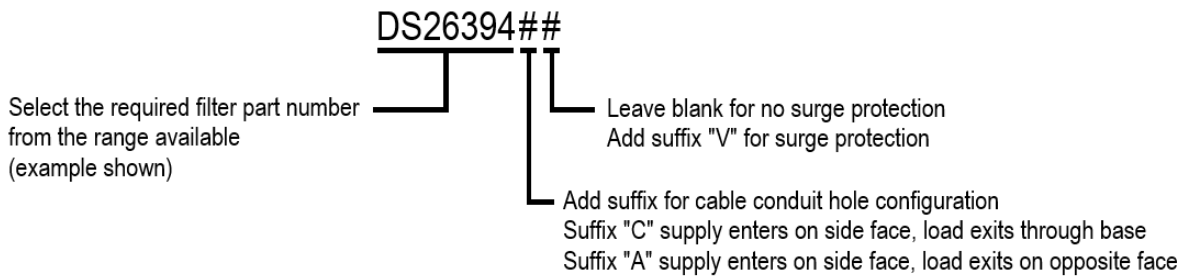 DS26394##
Select the required filter part number
from the range available
(example shown)
Leave blank for no surge protection
Add suffix "V" for surge protection
Add suffix for cable conduit hole configuration
Suffix "C" supply enters on side face, load exits through base
Suffix "A" supply enters on side face, load exits on opposite face